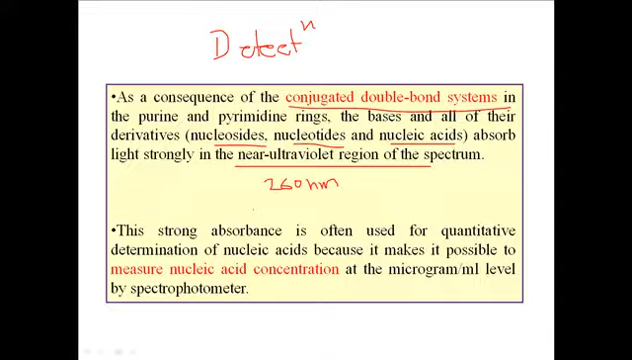 Detectⁿ
•As a consequence of the conjugated double-bond systems in
the purine and pyrimidine rings, the bases and all of their
derivatives (nucleosides, nucleotides and nucleic acids) absorb
light strongly in the near-ultraviolet region of the spectrum.
260nm
•This strong absorbance is often used for quantitative
determination of nucleic acids because it makes it possible to
measure nucleic acid concentration at the microgram/ml level
by spectrophotometer.